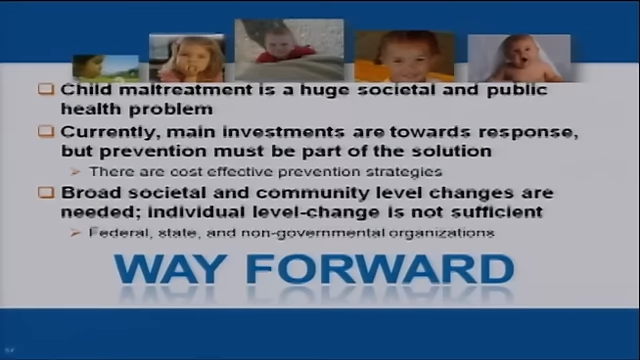 Child maltreatment is a huge societal and public
health problem
Currently, main investments are towards response,
but prevention must be part of the solution
There are cost effective prevention strategies
Broad societal and community level changes are
needed; individual level-change is not sufficient
Federal, state, and non-governmental organizations
WAY FORWARD